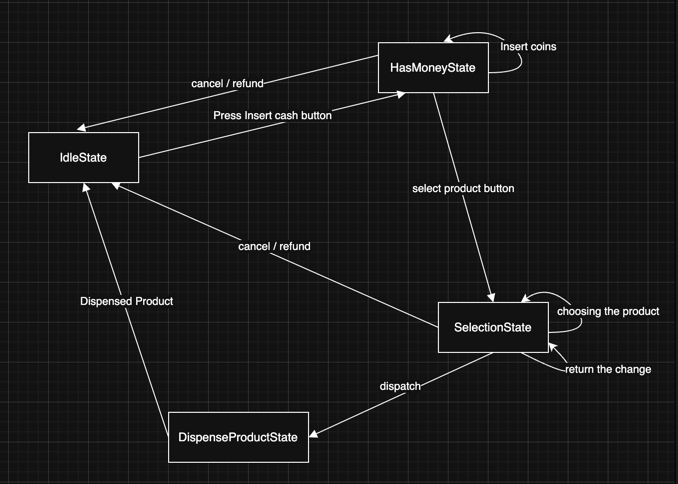 Insert coins
HasMoneyState
cancel / refund
Press Insert cash button
IdleState
select product button
cancel / refund
Dispensed Product
choosing the product
SelectionState
return the change
dispatch
DispenseProductState